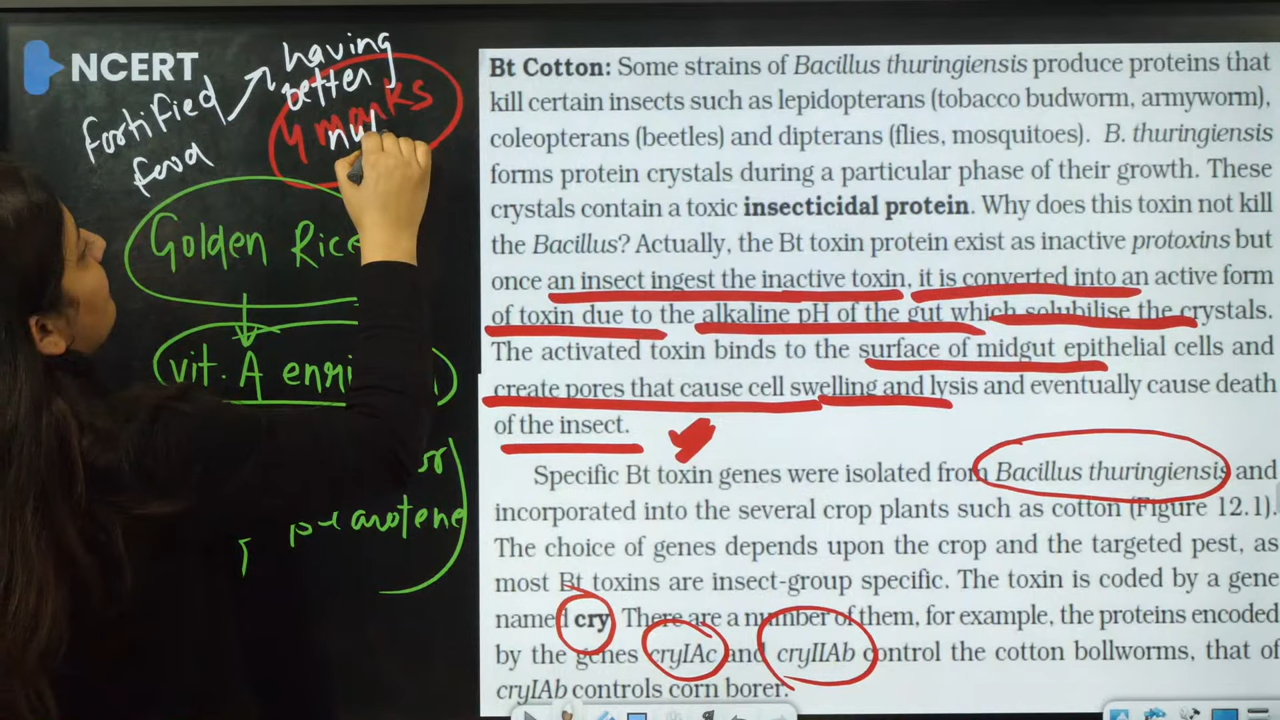 NCERT
fortified
food
having
better
nu
4 marks
Golden Rice
vit. A enri
or
carotene
Bt Cotton: Some strains of Bacillus thuringiensis produce proteins that
kill certain insects such as lepidopterans (tobacco budworm, armyworm),
coleopterans (beetles) and dipterans (flies, mosquitoes). B. thuringiensis
forms protein crystals during a particular phase of their growth. These
crystals contain a toxic insecticidal protein. Why does this toxin not kill
the Bacillus? Actually, the Bt toxin protein exist as inactive protoxins but
once an insect ingest the inactive toxin, it is converted into an active form
of toxin due to the alkaline pH of the gut which solubilise the crystals.
The activated toxin binds to the surface of midgut epithelial cells and
create pores that cause cell swelling and lysis and eventually cause death
of the insect.
Specific Bt toxin genes were isolated from Bacillus thuringiensis and
incorporated into the several crop plants such as cotton (Figure 12.1).
The choice of genes depends upon the crop and the targeted pest, as
most Bt toxins are insect-group specific. The toxin is coded by a gene
named cry. There are a number of them, for example, the proteins encoded
by the genes cryIAc and cryIIAb control the cotton bollworms, that of
cryIAb controls corn borer.